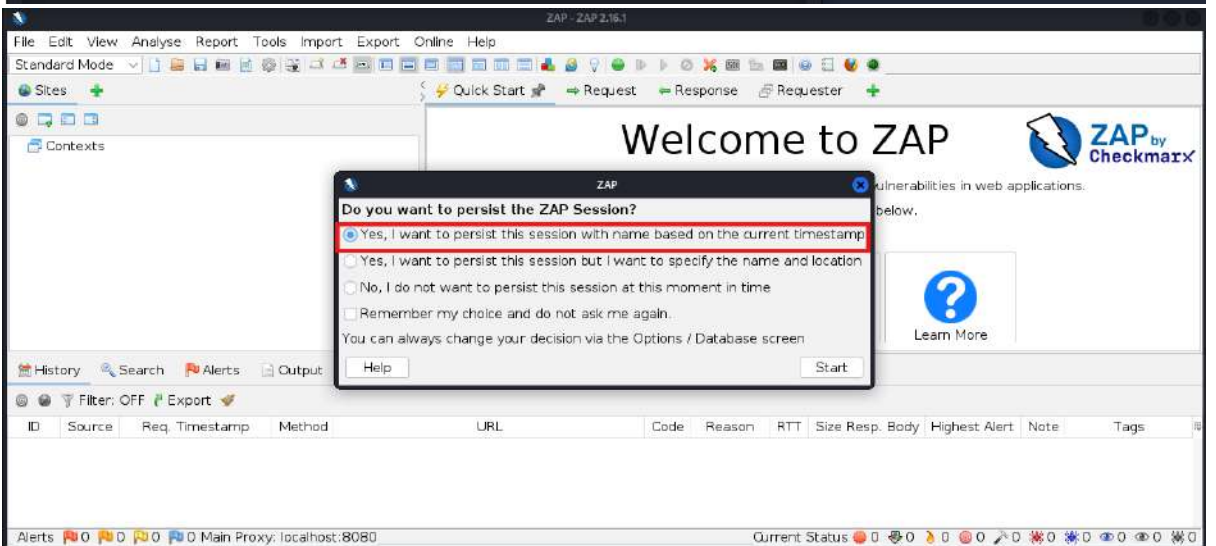 ZAP - ZAP 2.16.1
File Edit View Analyse Report Tools Import Export Online Help
Standard Mode
Sites
Quick Start Request Response Requester
Contexts
Welcome to ZAP
ZAP by
Checkmarx
ulnerabilities in web applications.
below.
ZAP
Do you want to persist the ZAP Session?
Yes, I want to persist this session with name based on the current timestamp
Yes, I want to persist this session but I want to specify the name and location
No, I do not want to persist this session at this moment in time
Remember my choice and do not ask me again.
You can always change your decision via the Options / Database screen
Help Start
Learn More
History Search Alerts Output
Filter: OFF Export
ID Source Req. Timestamp Method URL Code Reason RTT Size Resp. Body Highest Alert Note Tags
Alerts 0 0 0 0 Main Proxy: localhost:8080 Current Status 0 0 0 0 0 0 0 0 0 0